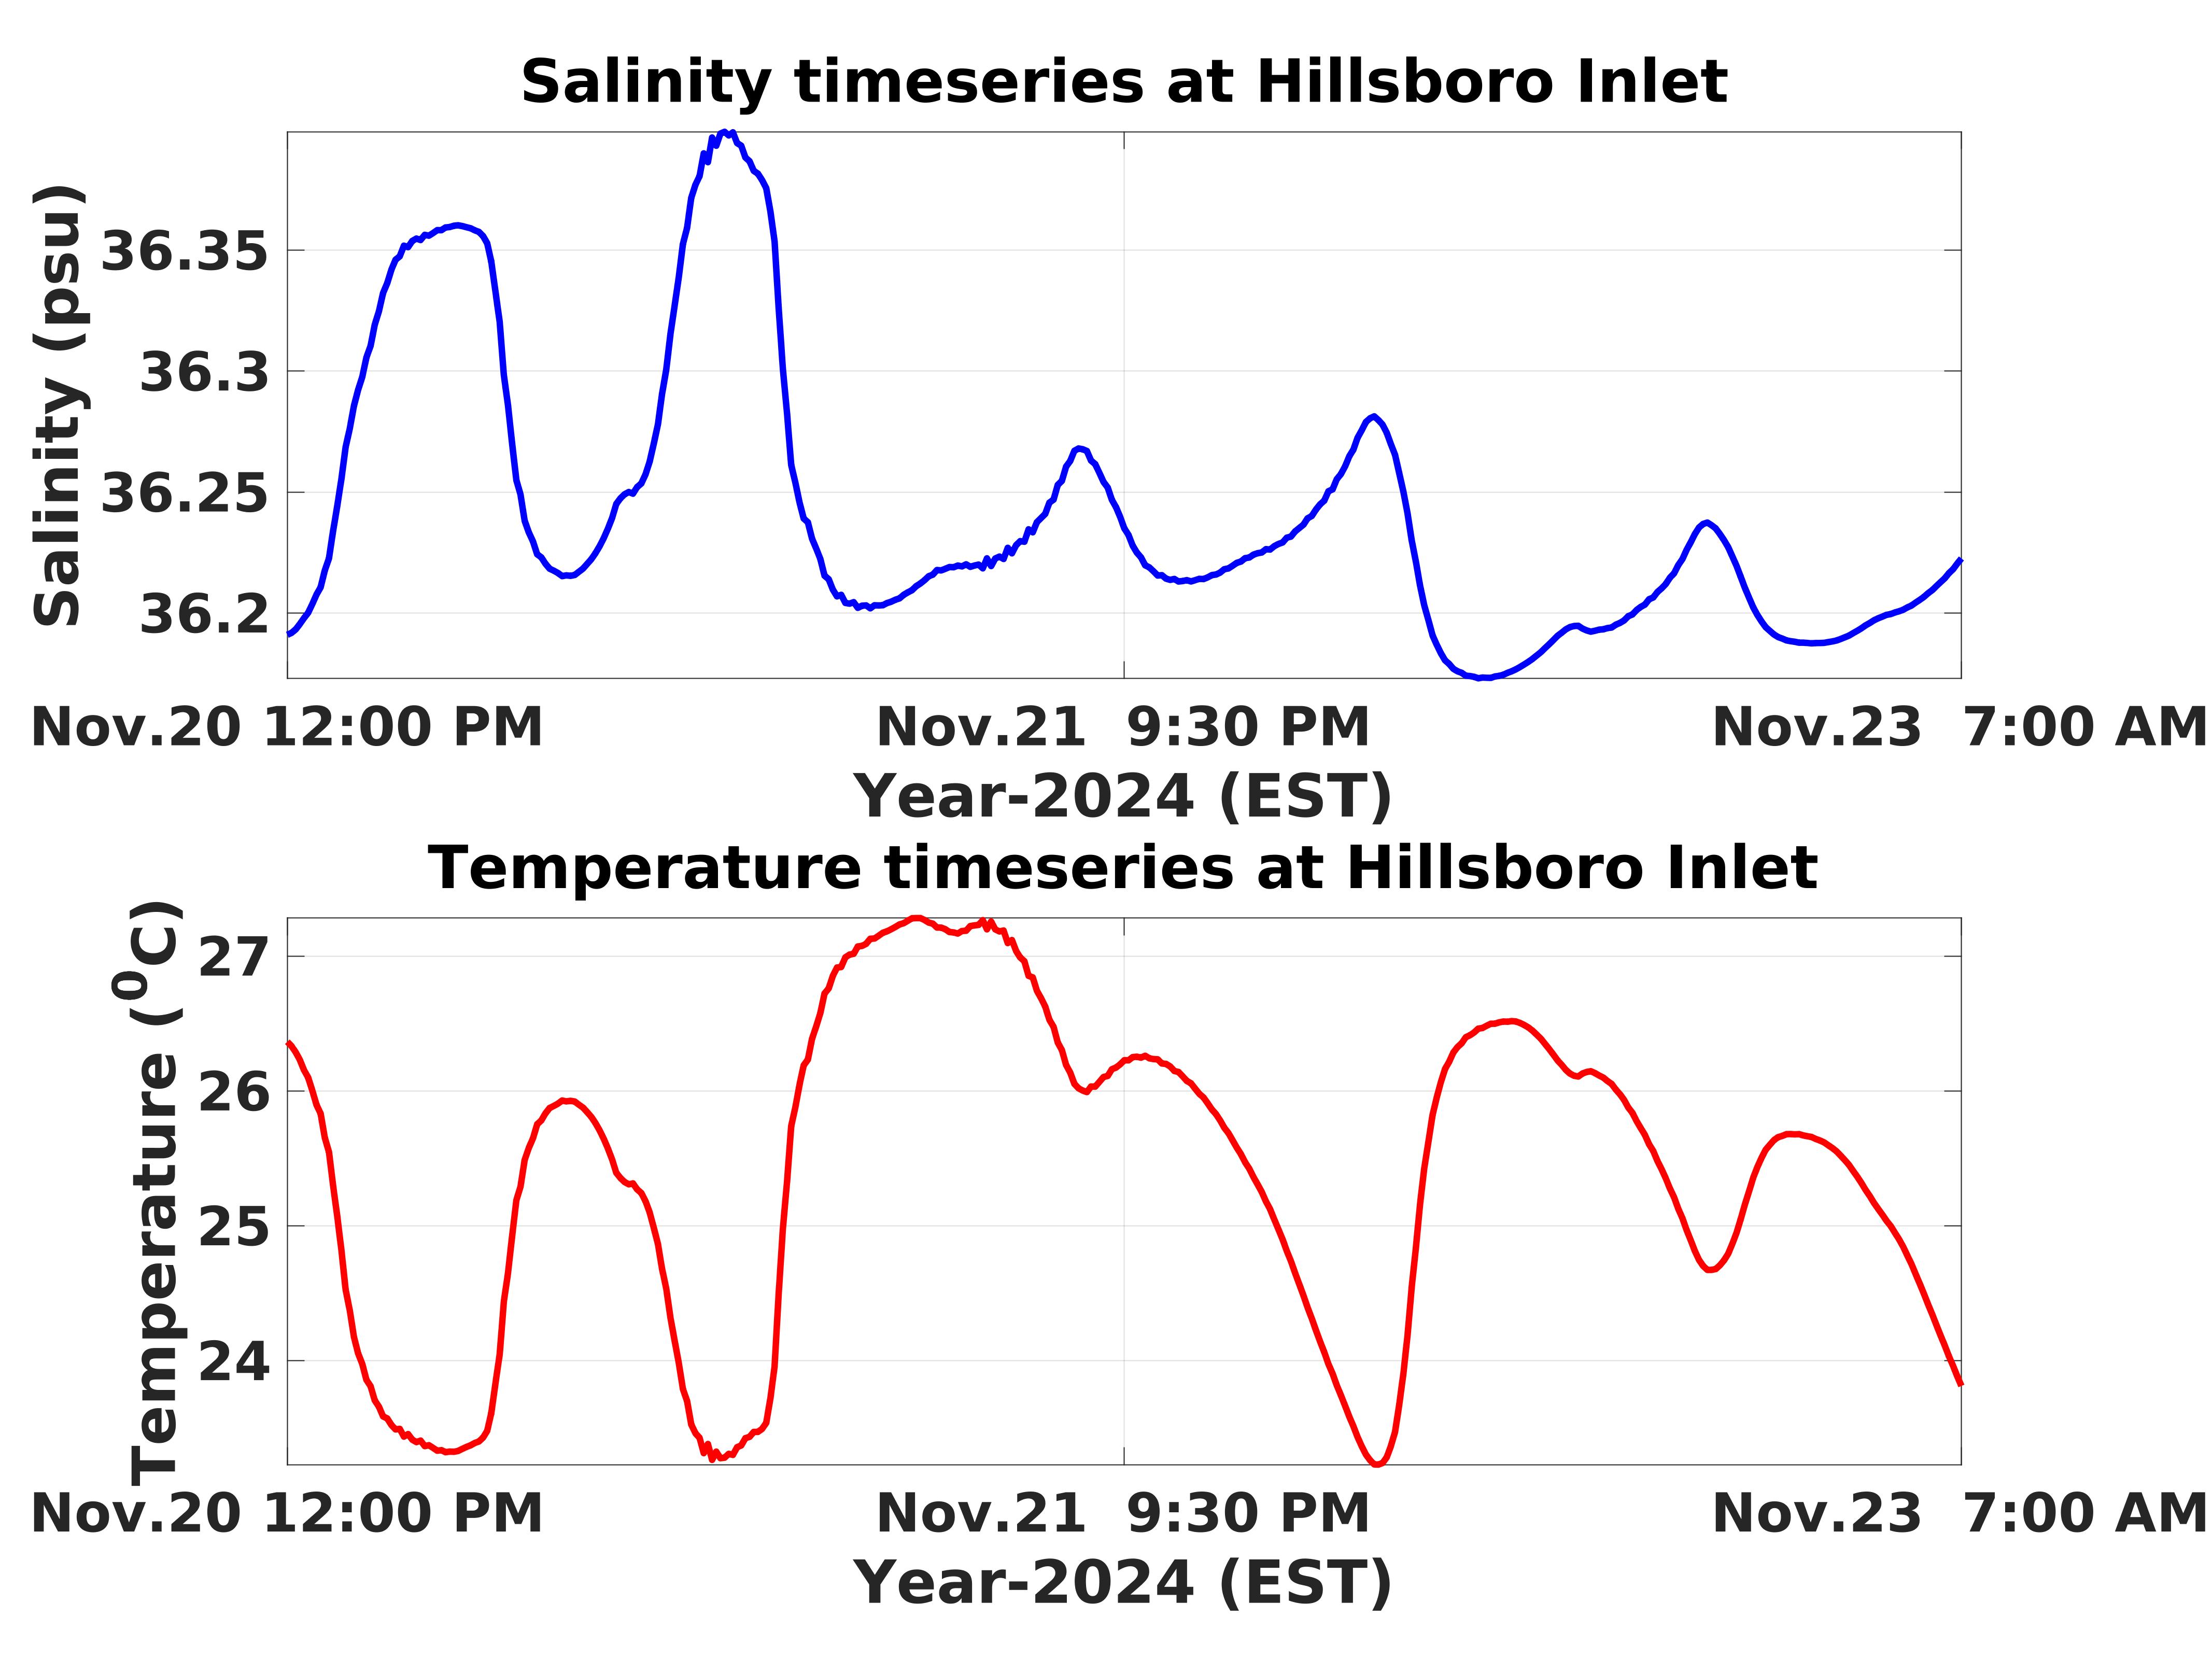 Salinity timeseries at Hillsboro Inlet
Salinity (psu)
36.35
36.3
36.25
36.2
Nov.20 12:00 PM
Nov.21  9:30 PM
Nov.23  7:00 AM
Year-2024 (EST)
Temperature timeseries at Hillsboro Inlet
Temperature (⁰C)
27
26
25
24
Nov.20 12:00 PM
Nov.21  9:30 PM
Nov.23  7:00 AM
Year-2024 (EST)